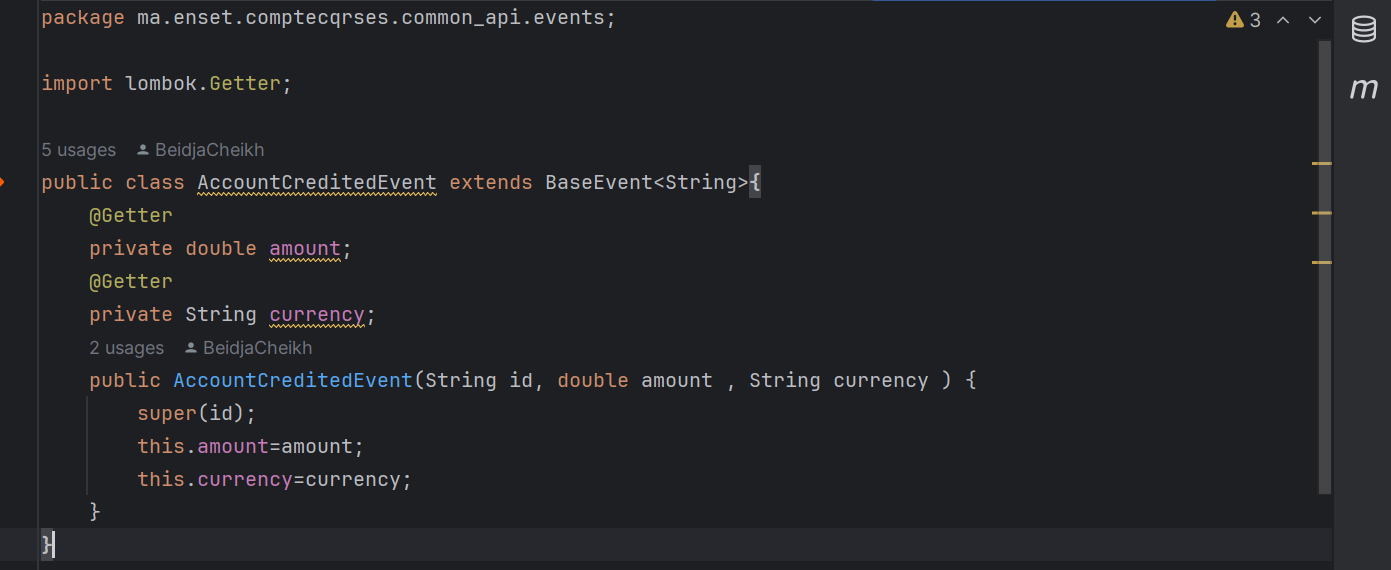 package ma.enset.comptecqrses.common_api.events;
3
import lombok.Getter;
5 usages BeidjaCheikh
public class AccountCreditedEvent extends BaseEvent<String>{
@Getter
private double amount;
@Getter
private String currency;
2 usages BeidjaCheikh
public AccountCreditedEvent(String id, double amount , String currency ) {
super(id);
this.amount=amount;
this.currency=currency;
}
}
m